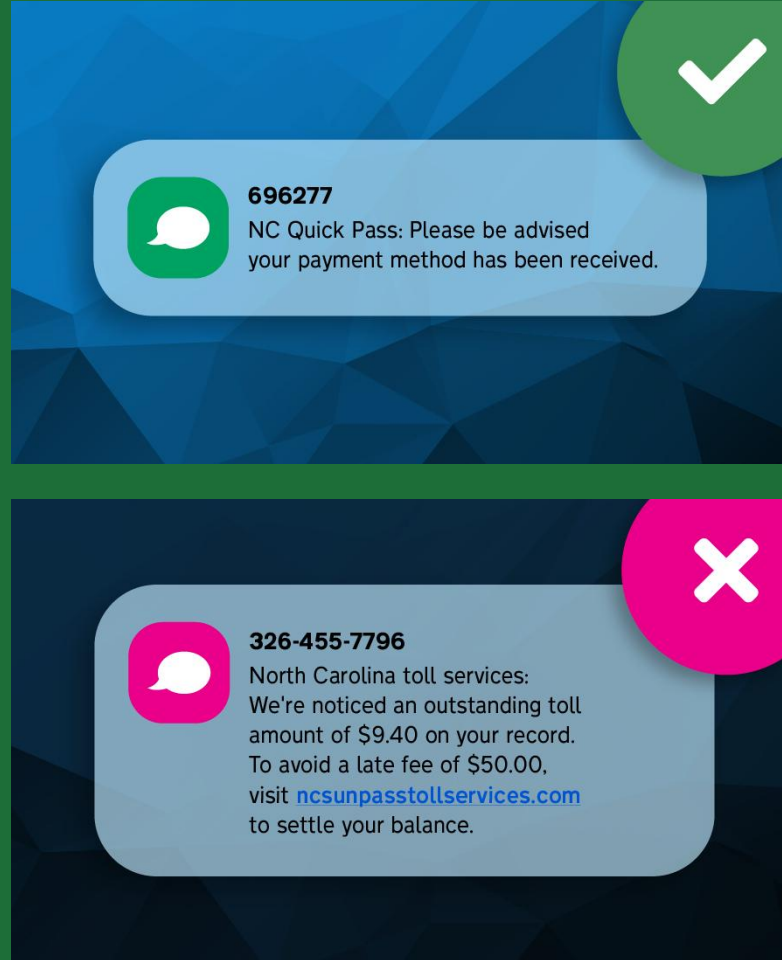 696277
NC Quick Pass: Please be advised
your payment method has been received.
326-455-7796
North Carolina toll services:
We're noticed an outstanding toll
amount of $9.40 on your record.
To avoid a late fee of $50.00,
visit ncsunpasstollservices.com
to settle your balance.